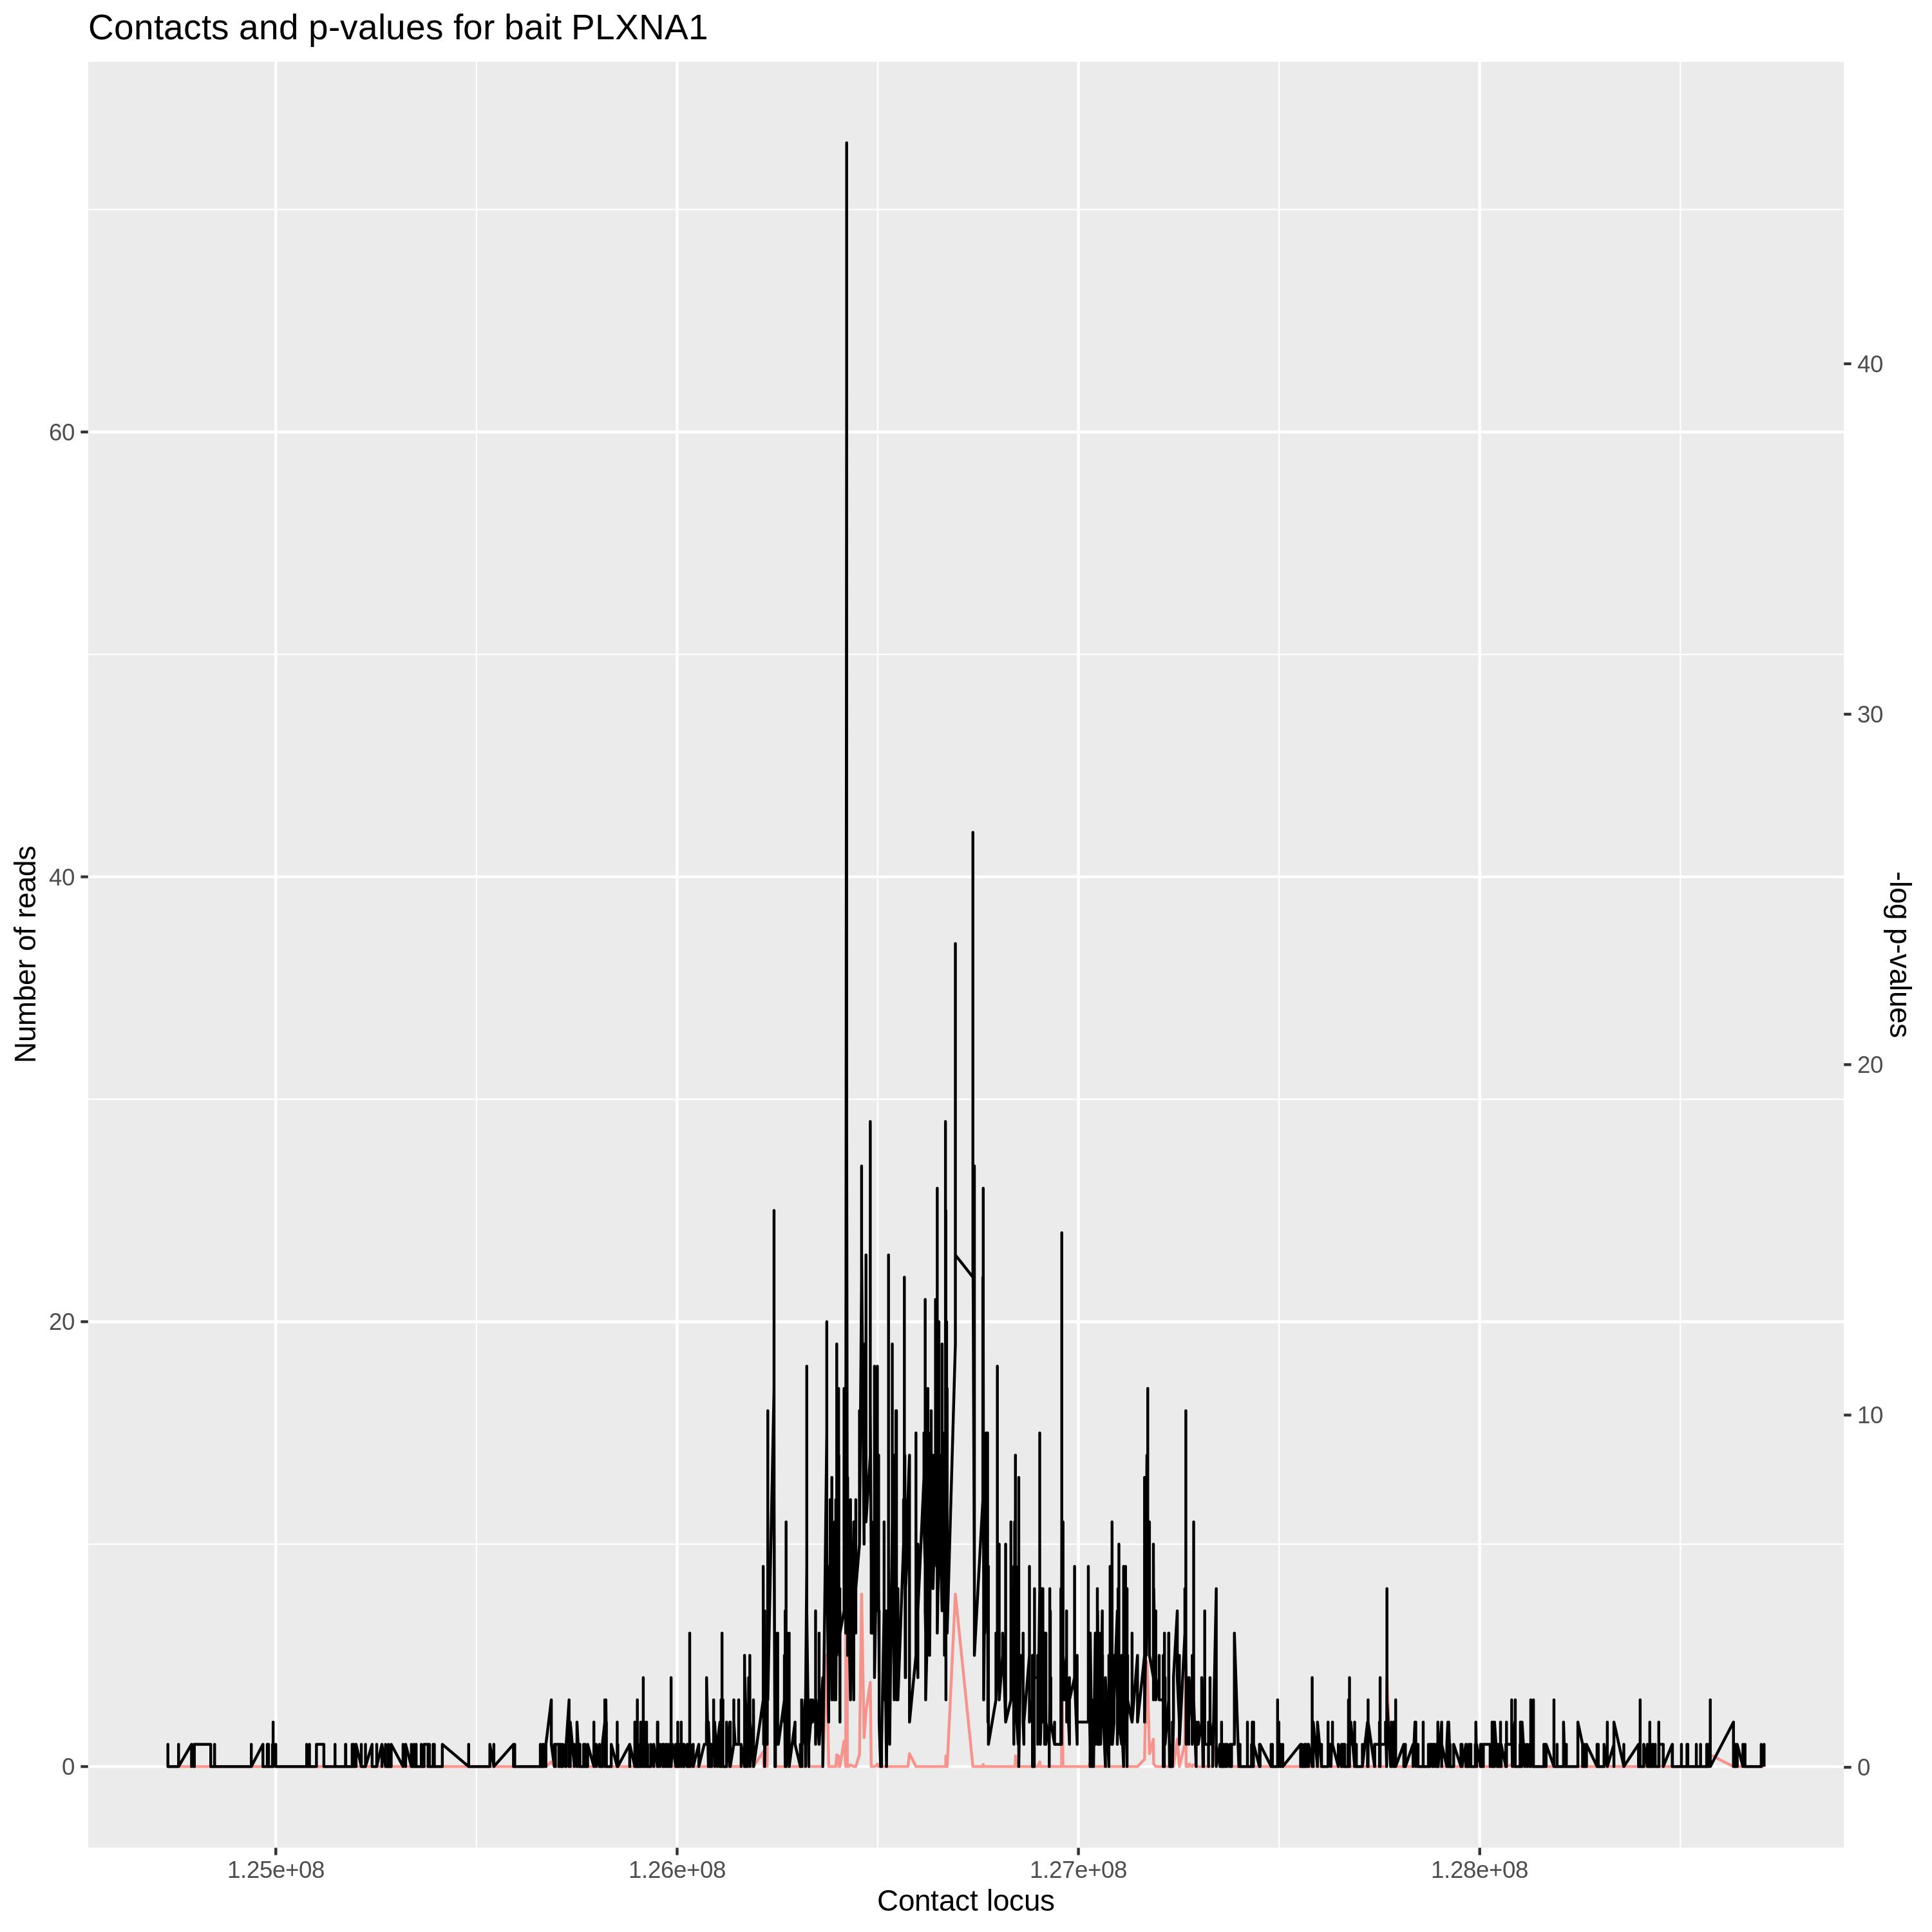 Contacts and p-values for bait PLXNA1
60
40
20
0
Number of reads
40
30
20
10
0
-log p-values
1.25e+08
1.26e+08
1.27e+08
1.28e+08
Contact locus